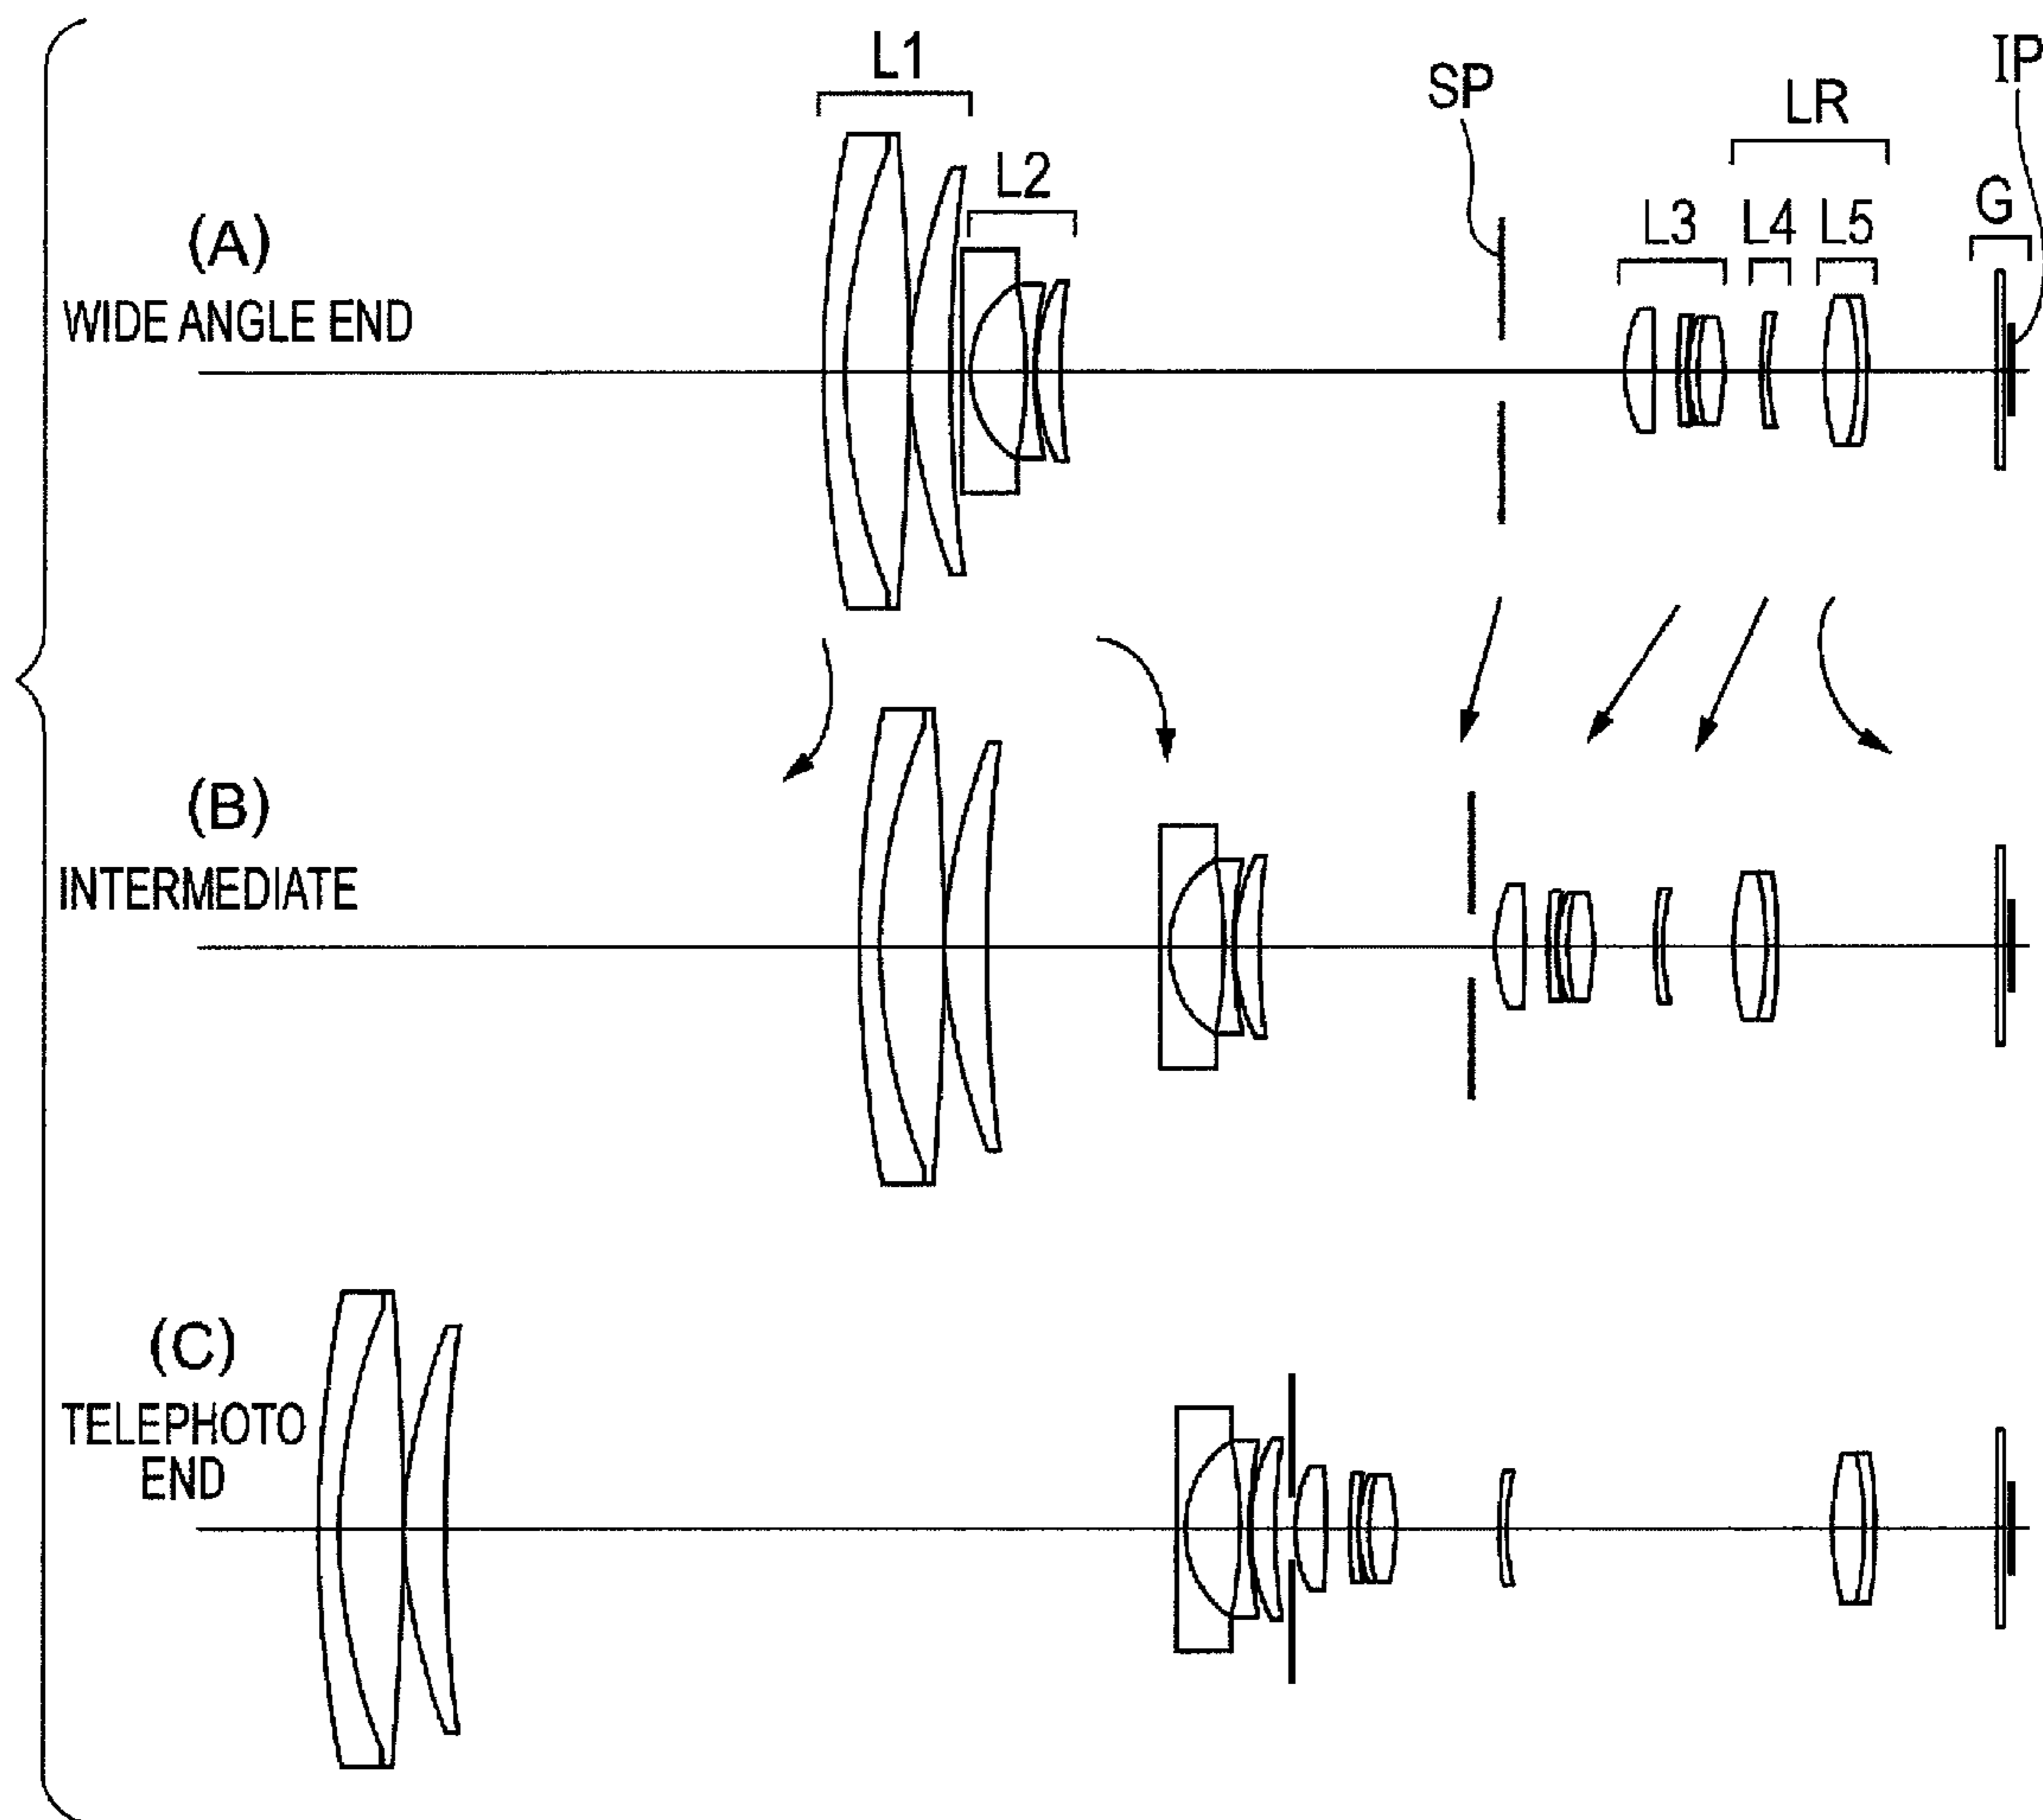 L1
SP
IP
LR
L2
G
L3
L4
L5
(A)
WIDE ANGLE END
(B)
INTERMEDIATE
(C)
TELEPHOTO
END